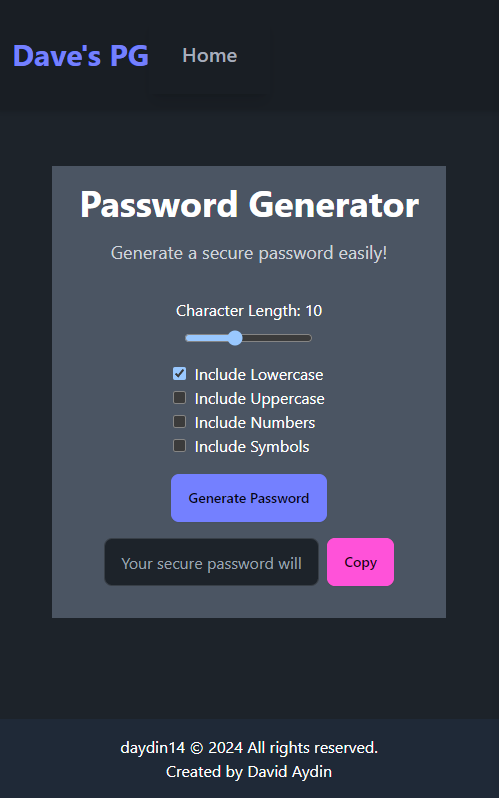 Dave's PG
Home
Password Generator
Generate a secure password easily!
Character Length: 10
Include Lowercase
Include Uppercase
Include Numbers
Include Symbols
Generate Password
Your secure password will
Copy
daydin14 © 2024 All rights reserved.
Created by David Aydin